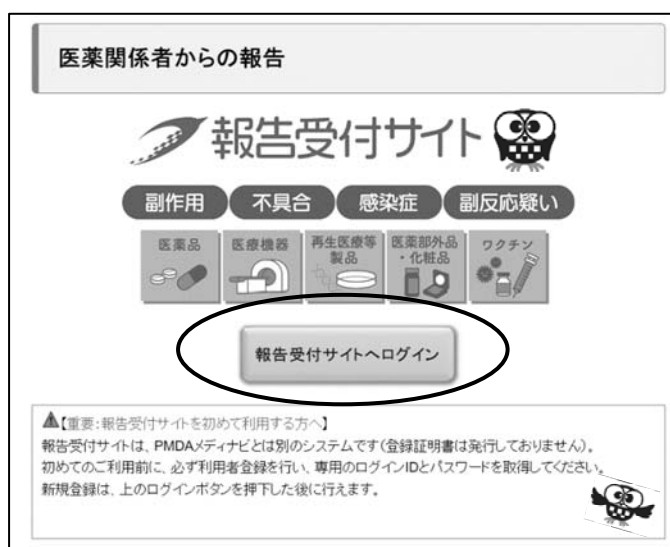 医薬関係者からの報告
報告受付サイト
副作用 不具合 感染症 副反応疑い
医薬品 医療機器 再生医療等製品 医薬部外品・化粧品 ワクチン
報告受付サイトへログイン
【重要:報告受付サイトを初めて利用する方へ】
報告受付サイトは、PMDAメディナビとは別のシステムです(登録証明書は発行しておりません)。
初めてのご利用前に、必ず利用者登録を行い、専用のログインIDとパスワードを取得してください。
新規登録は、上のログインボタンを押下した後に行えます。